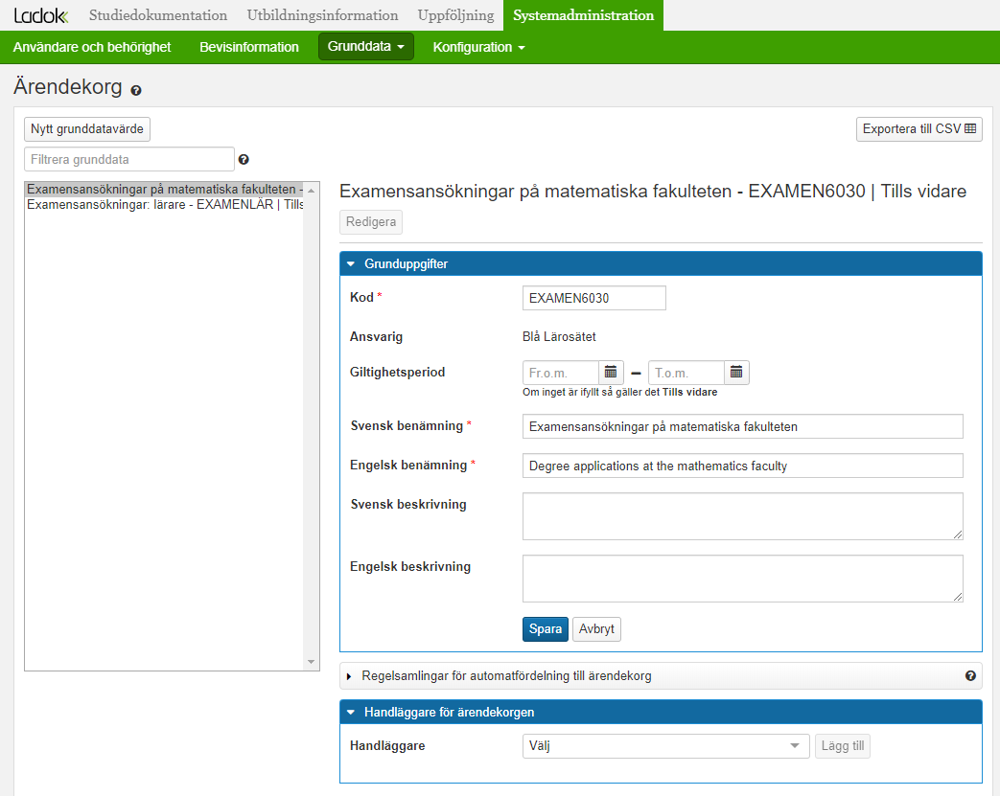 Ladok Studiedokumentation Utbildningsinformation Uppföljning Systemadministration
Användare och behörighet Bevisinformation Grunddata Konfiguration
Ärendekorg
Nytt grunddatavärde Exportera till CSV
Filtrera grunddata
Examensansökningar på matematiska fakulteten -
Examensansökningar: lärare - EXAMENLÄR | Tills
Examensansökningar på matematiska fakulteten - EXAMEN6030 | Tills vidare
Redigera
Grunduppgifter
Kod * EXAMEN6030
Ansvarig Blå Lärosätet
Giltighetsperiod Fr.o.m. – T.o.m.
Om inget är ifyllt så gäller det Tills vidare
Svensk benämning * Examensansökningar på matematiska fakulteten
Engelsk benämning * Degree applications at the mathematics faculty
Svensk beskrivning
Engelsk beskrivning
Spara Avbryt
Regelsamlingar för automatfördelning till ärendekorg
Handläggare för ärendekorgen
Handläggare Välj Lägg till